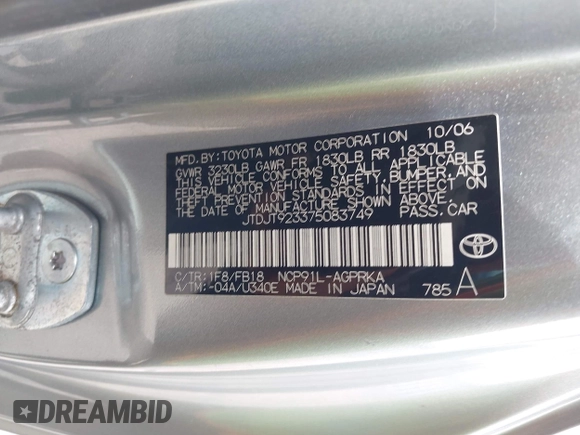 MFD. BY: TOYOTA MOTOR CORPORATION 10/06
GVWR 3230LB GAWR FR 1830LB RR 1830LB
THIS VEHICLE CONFORMS TO ALL APPLICABLE
FEDERAL MOTOR VEHICLE SAFETY, BUMPER, AND
THEFT PREVENTION STANDARDS IN EFFECT ON
THE DATE OF MANUFACTURE SHOWN ABOVE.
JTDJT923375083749 PASS. CAR
C/TR: 1F8/FB18 NCP91L-AGPRKA
A/TM: -04A/U340E MADE IN JAPAN 785 A
TOYOTA
DREAMBID